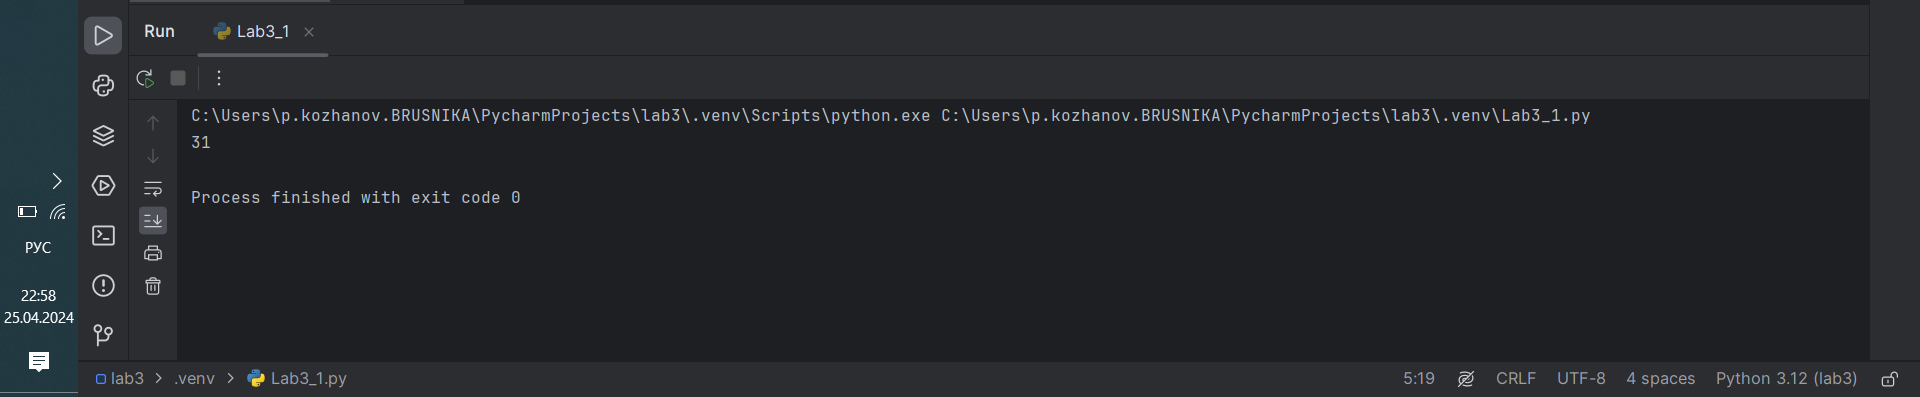 Run Lab3_1
C:\Users\p.kozhanov.BRUSNIKA\PycharmProjects\lab3\.venv\Scripts\python.exe C:\Users\p.kozhanov.BRUSNIKA\PycharmProjects\lab3\.venv\Lab3_1.py
31
Process finished with exit code 0
РУС
22:58
25.04.2024
lab3 > .venv > Lab3_1.py 5:19 CRLF UTF-8 4 spaces Python 3.12 (lab3)